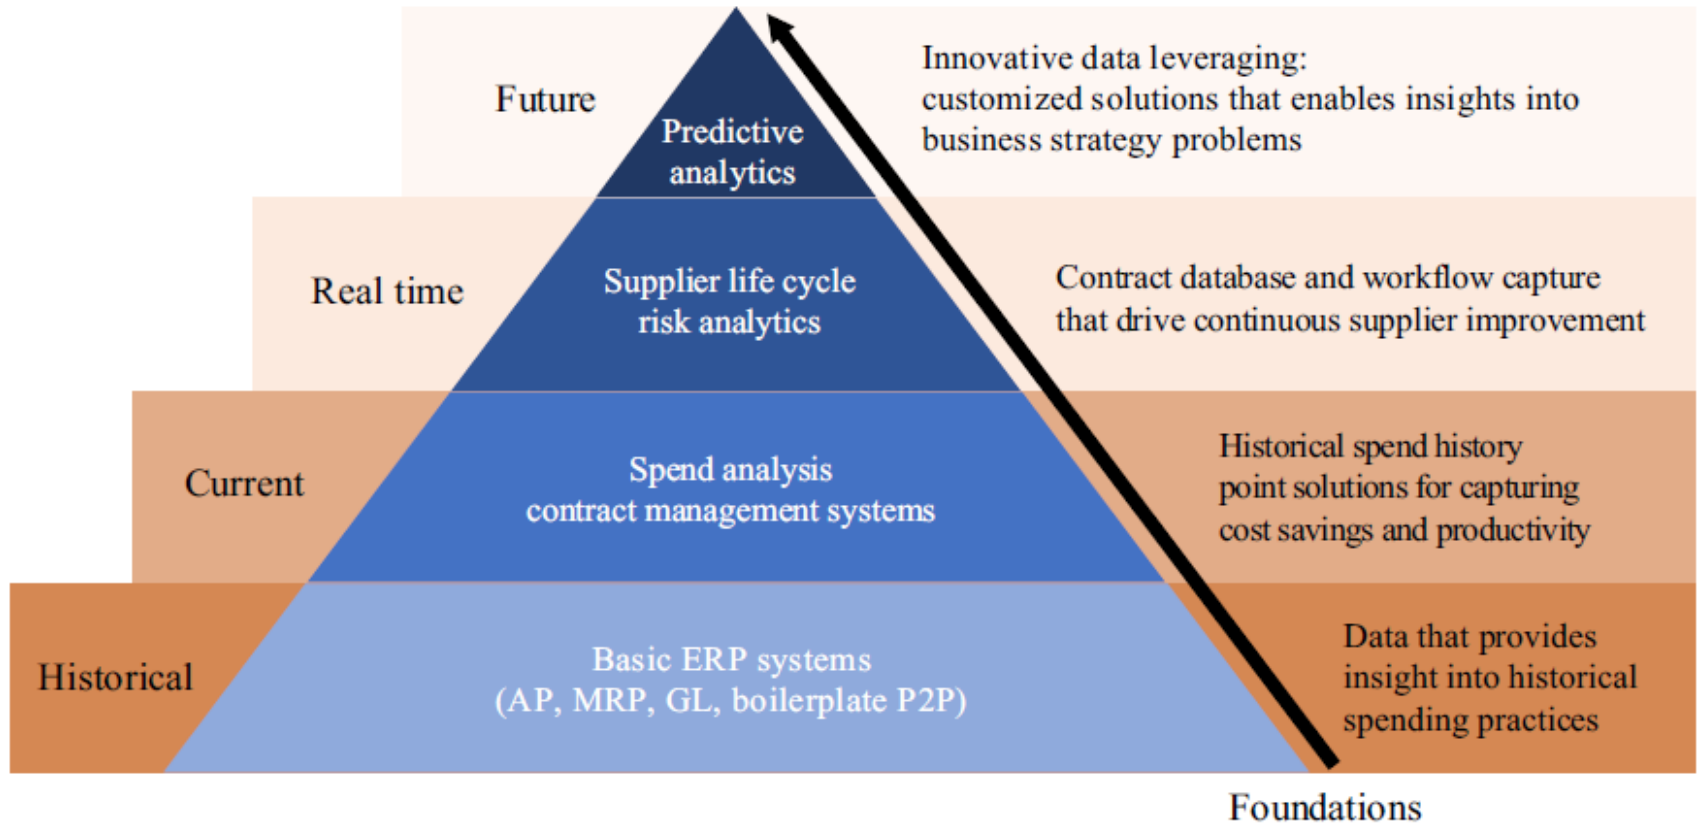 Future
Predictive
analytics
Innovative data leveraging:
customized solutions that enables insights into
business strategy problems
Real time
Supplier life cycle
risk analytics
Contract database and workflow capture
that drive continuous supplier improvement
Current
Spend analysis
contract management systems
Historical spend history
point solutions for capturing
cost savings and productivity
Historical
Basic ERP systems
(AP, MRP, GL, boilerplate P2P)
Data that provides
insight into historical
spending practices
Foundations